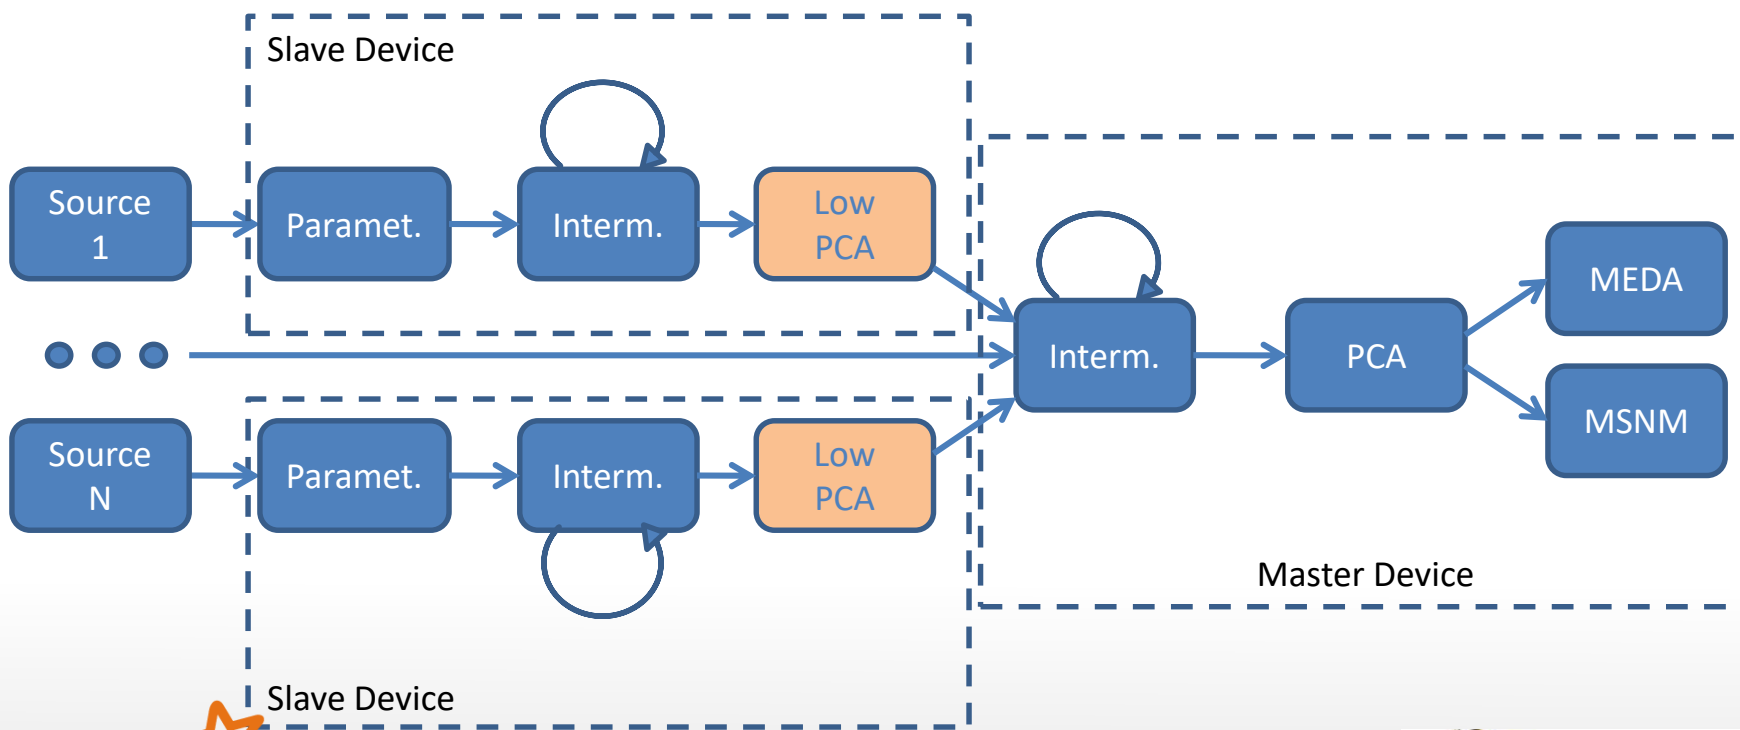 Slave Device
Source
1
Paramet.
Interm.
Low
PCA
Interm.
PCA
MEDA
MSNM
Source
N
Paramet.
Interm.
Low
PCA
Master Device
Slave Device